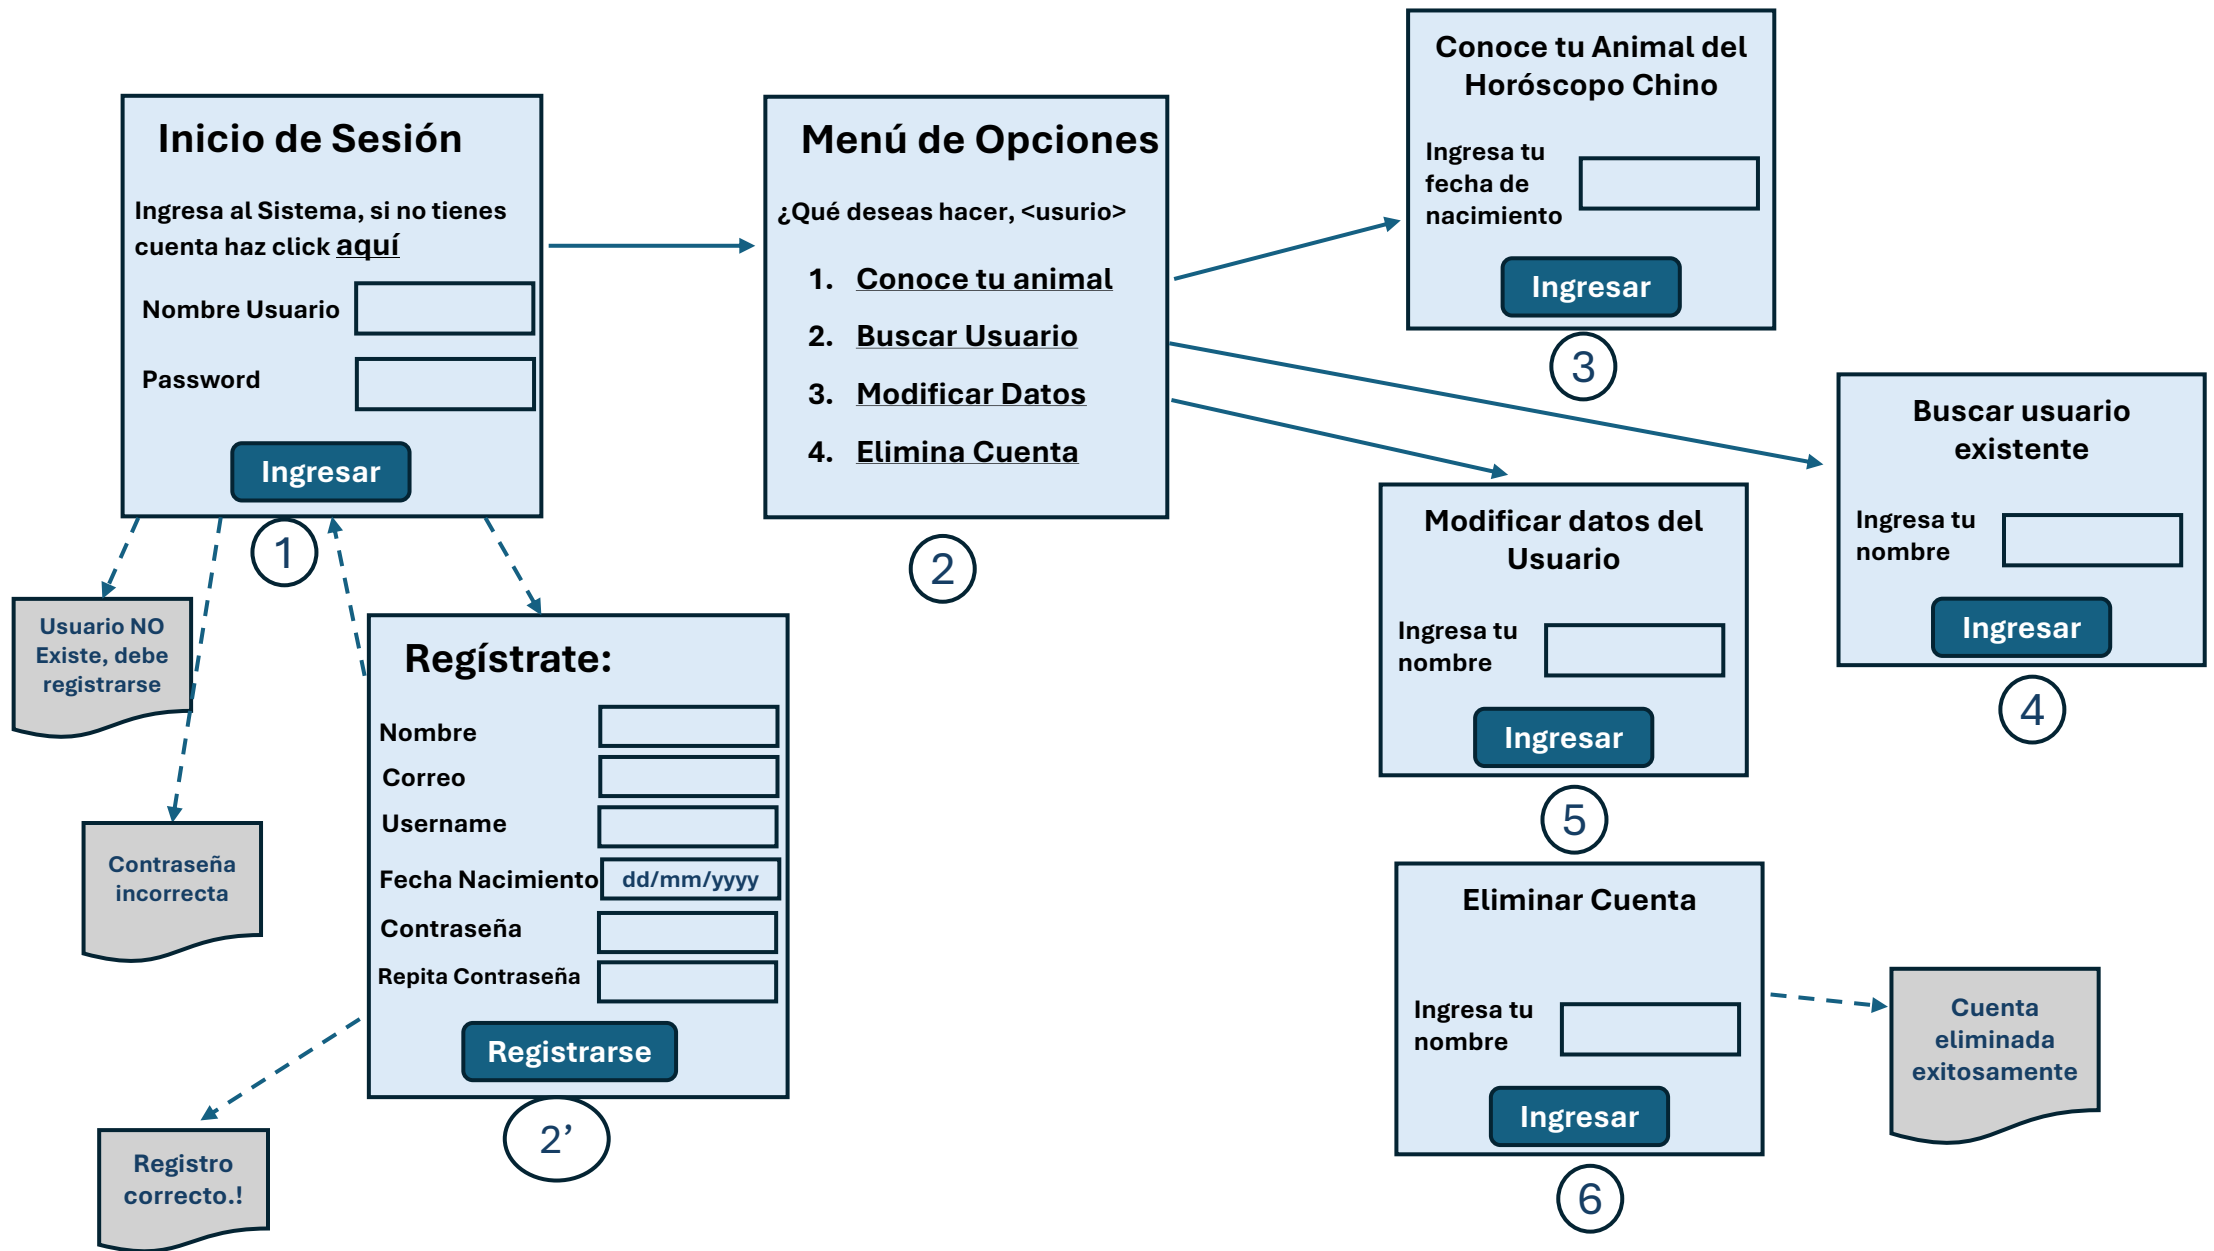 Inicio de Sesión
Ingresa al Sistema, si no tienes
cuenta haz click aquí
Nombre Usuario
Password
Ingresar
1
Usuario NO
Existe, debe
registrarse
Contraseña
incorrecta
Regístrate:
Nombre
Correo
Username
Fecha Nacimiento dd/mm/yyyy
Contraseña
Repita Contraseña
Registrarse
2’
Registro
correcto.!
Menú de Opciones
¿Qué deseas hacer, <usurio>
1. Conoce tu animal
2. Buscar Usuario
3. Modificar Datos
4. Elimina Cuenta
2
Conoce tu Animal del
Horóscopo Chino
Ingresa tu
fecha de
nacimiento
Ingresar
3
Buscar usuario
existente
Ingresa tu
nombre
Ingresar
4
Modificar datos del
Usuario
Ingresa tu
nombre
Ingresar
5
Eliminar Cuenta
Ingresa tu
nombre
Ingresar
6
Cuenta
eliminada
exitosamente